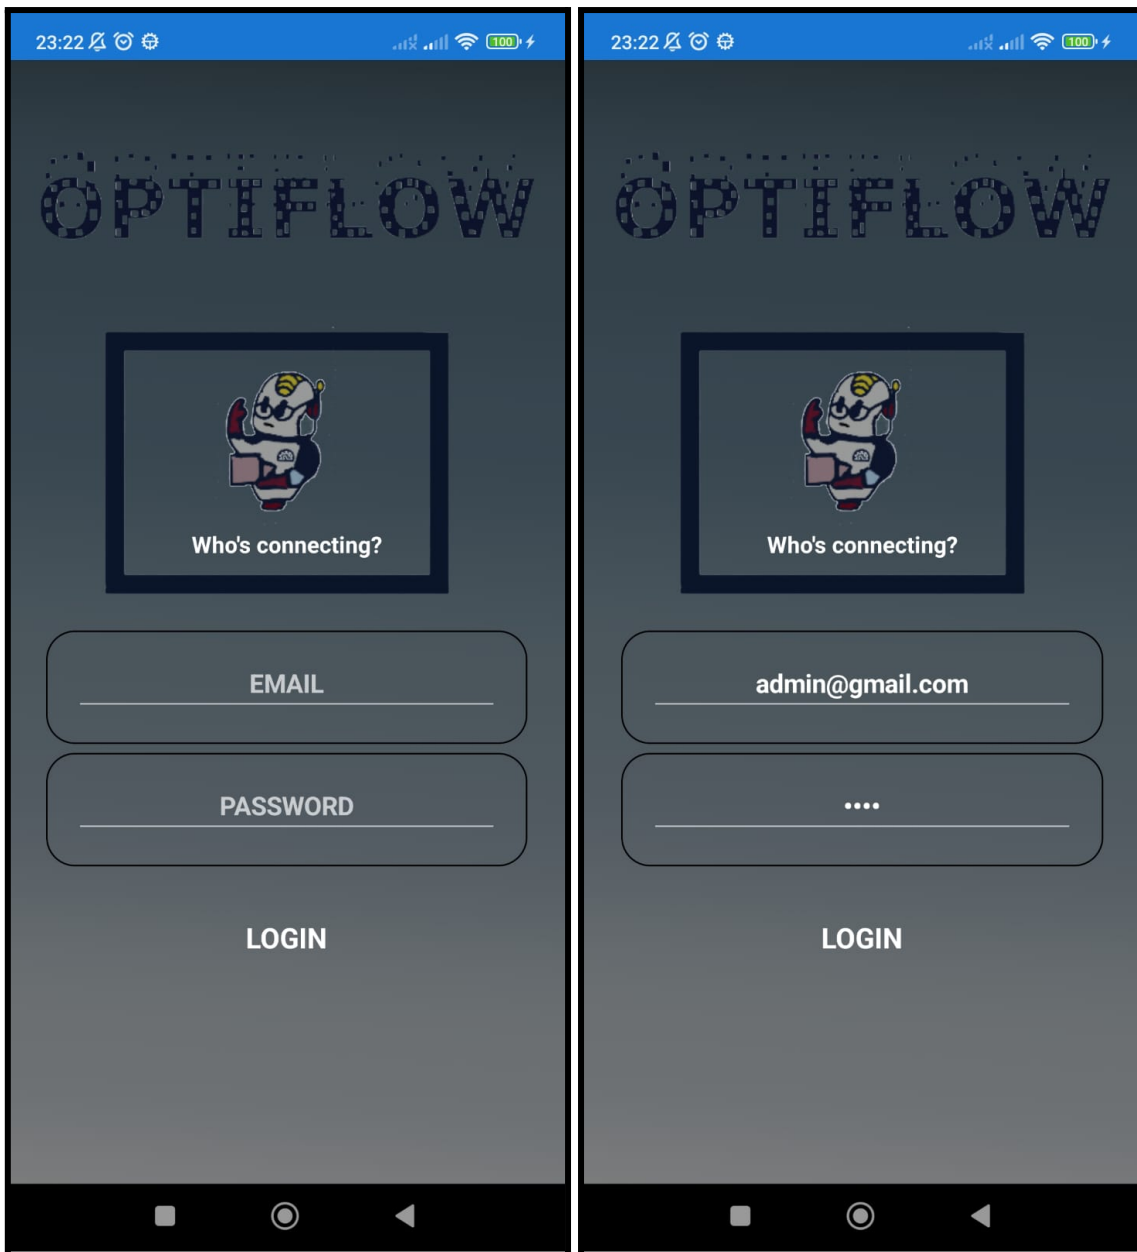 23:22
100
OPTIFLOW
Who's connecting?
EMAIL
PASSWORD
LOGIN
23:22
100
OPTIFLOW
Who's connecting?
admin@gmail.com
••••
LOGIN